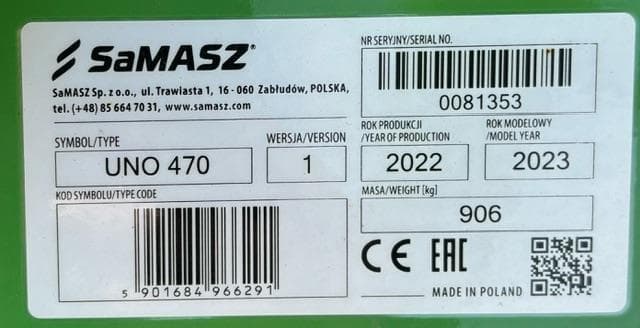 SaMASZ
SaMASZ Sp. z o.o., ul. Trawiasta 1, 16 - 060 Zabłudów, POLSKA,
tel. (+48) 85 664 70 31, www.samasz.com
SYMBOL/TYPE
UNO 470
WERSJA/VERSION
1
KOD SYMBOLU/TYPE CODE
5 901684 966291
NR SERYJNY/SERIAL NO.
0081353
ROK PRODUKCJI
/YEAR OF PRODUCTION
2022
ROK MODELOWY
/MODEL YEAR
2023
MASA/WEIGHT [kg]
906
CE EAC
MADE IN POLAND